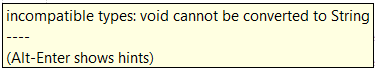 incompatible types: void cannot be converted to String
----
(Alt-Enter shows hints)